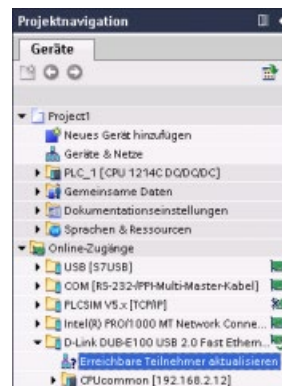 Projektnavigation
Geräte
Project1
Neues Gerät hinzufügen
Geräte & Netze
PLC_1 [CPU 1214C DC/DC/DC]
Gemeinsame Daten
Dokumentationseinstellungen
Sprachen & Ressourcen
Online-Zugänge
USB [S7USB]
COM [RS-232-/PPI-Multi-Master-Kabel]
PLCSIM V5.x [TCP/IP]
Intel(R) PRO/1000 MT Network Conne...
D-Link DUB-E100 USB 2.0 Fast Ethern...
Erreichbare Teilnehmer aktualisieren
CPUcommon [192.168.2.12]